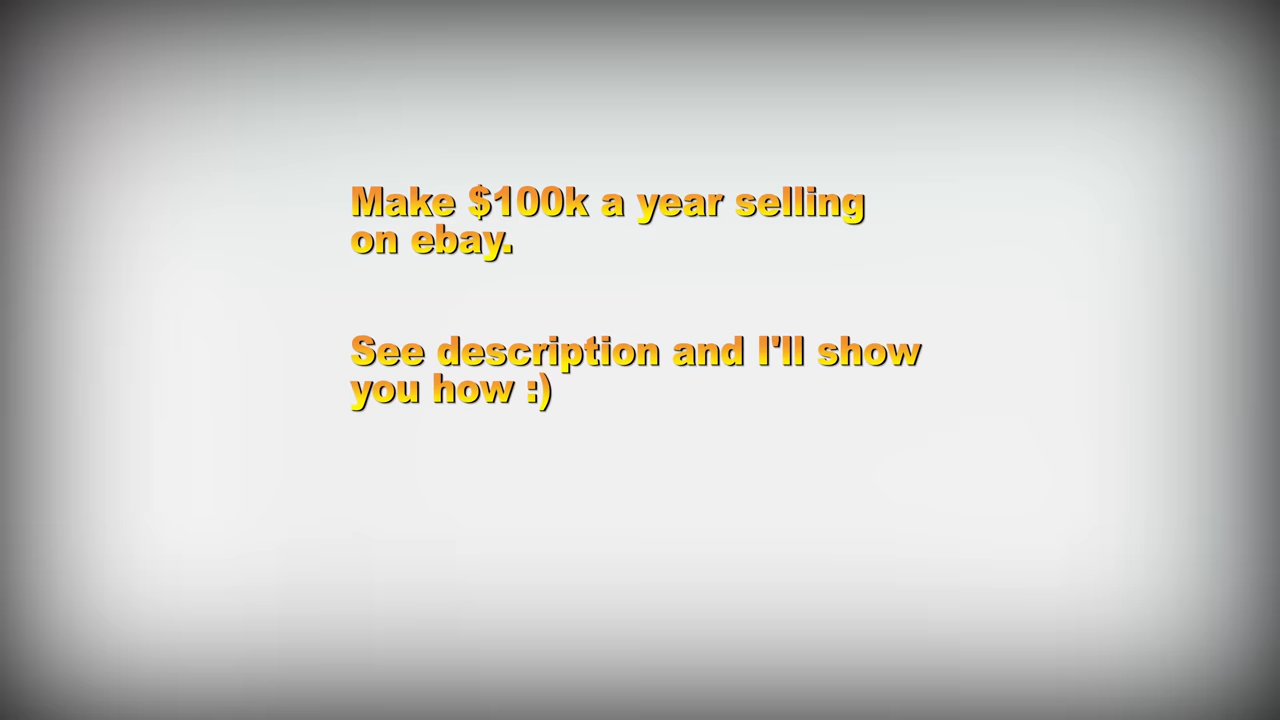 Make $100k a year selling
on ebay.
See description and I'll show
you how :)